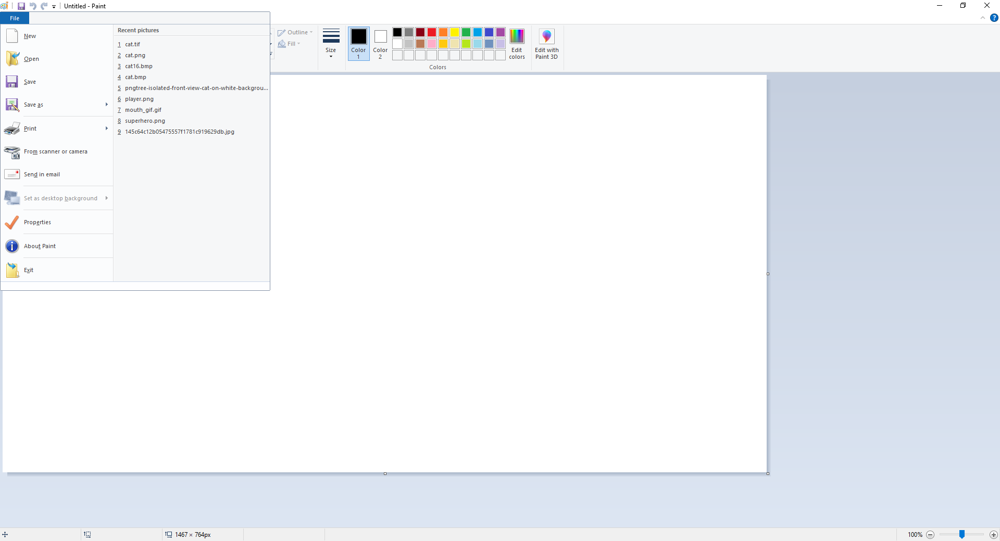 Untitled - Paint
File
New
Open
Save
Save as
Print
From scanner or camera
Send in email
Set as desktop background
Properties
About Paint
Exit
Recent pictures
1 cat.tif
2 cat.png
3 cat16.bmp
4 cat.bmp
5 pngtree-isolated-front-view-cat-on-white-backgrou...
6 player.png
7 mouth_gif.gif
8 superhero.png
9 145c64c12b05475557f1781c919629db.jpg
Outline
Fill
Size
Color
1
Color
2
Edit
colors
Colors
Edit with
Paint 3D
1467 × 764px
100%